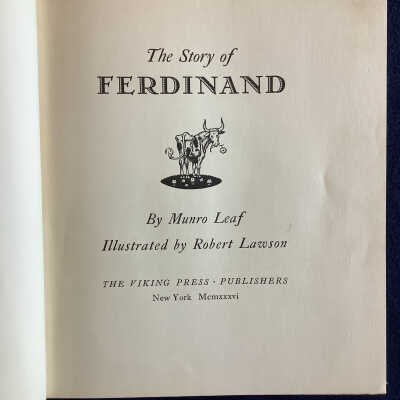 The Story of
FERDINAND
By Munro Leaf
Illustrated by Robert Lawson
THE VIKING PRESS · PUBLISHERS
New York Mcmxxxvi